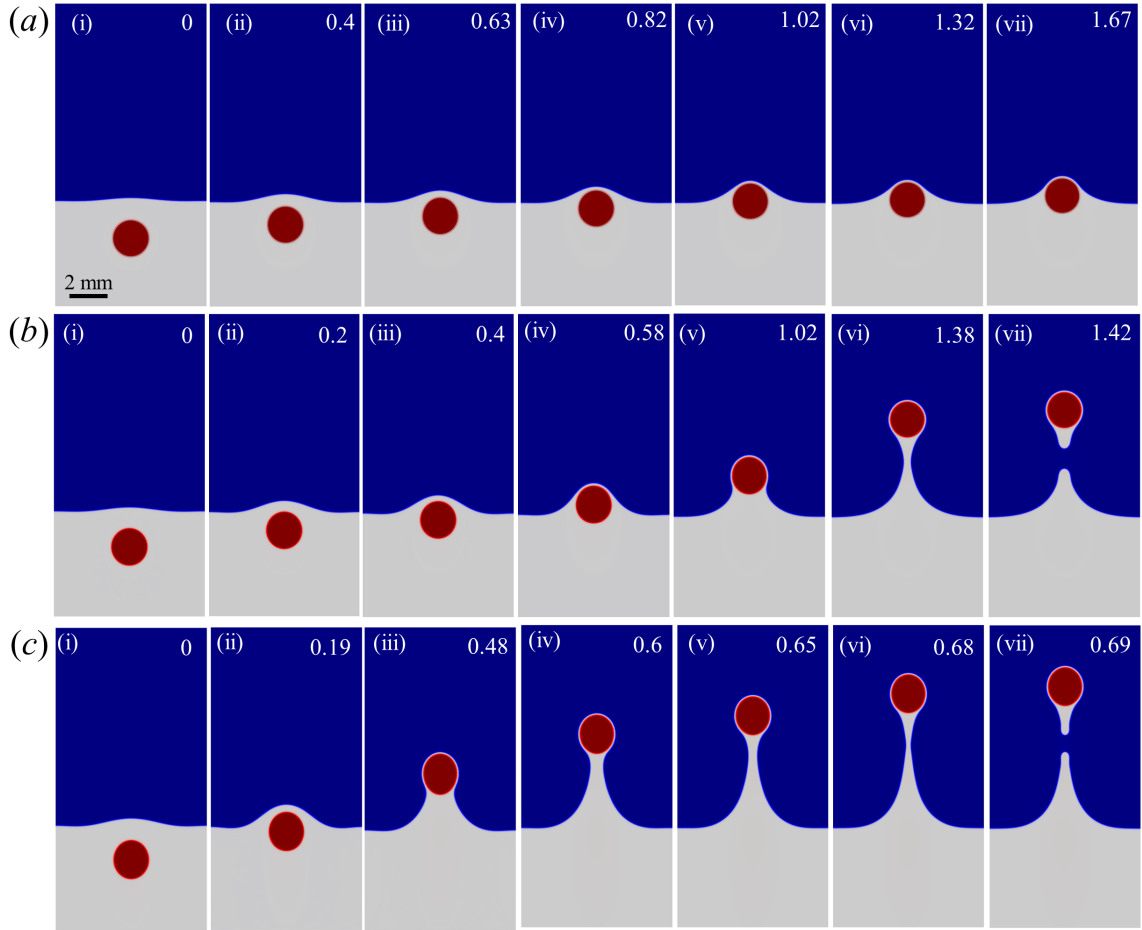 (a)
(i) 0
(ii) 0.4
(iii) 0.63
(iv) 0.82
(v) 1.02
(vi) 1.32
(vii) 1.67
2 mm
(b)
(i) 0
(ii) 0.2
(iii) 0.4
(iv) 0.58
(v) 1.02
(vi) 1.38
(vii) 1.42
(c)
(i) 0
(ii) 0.19
(iii) 0.48
(iv) 0.6
(v) 0.65
(vi) 0.68
(vii) 0.69